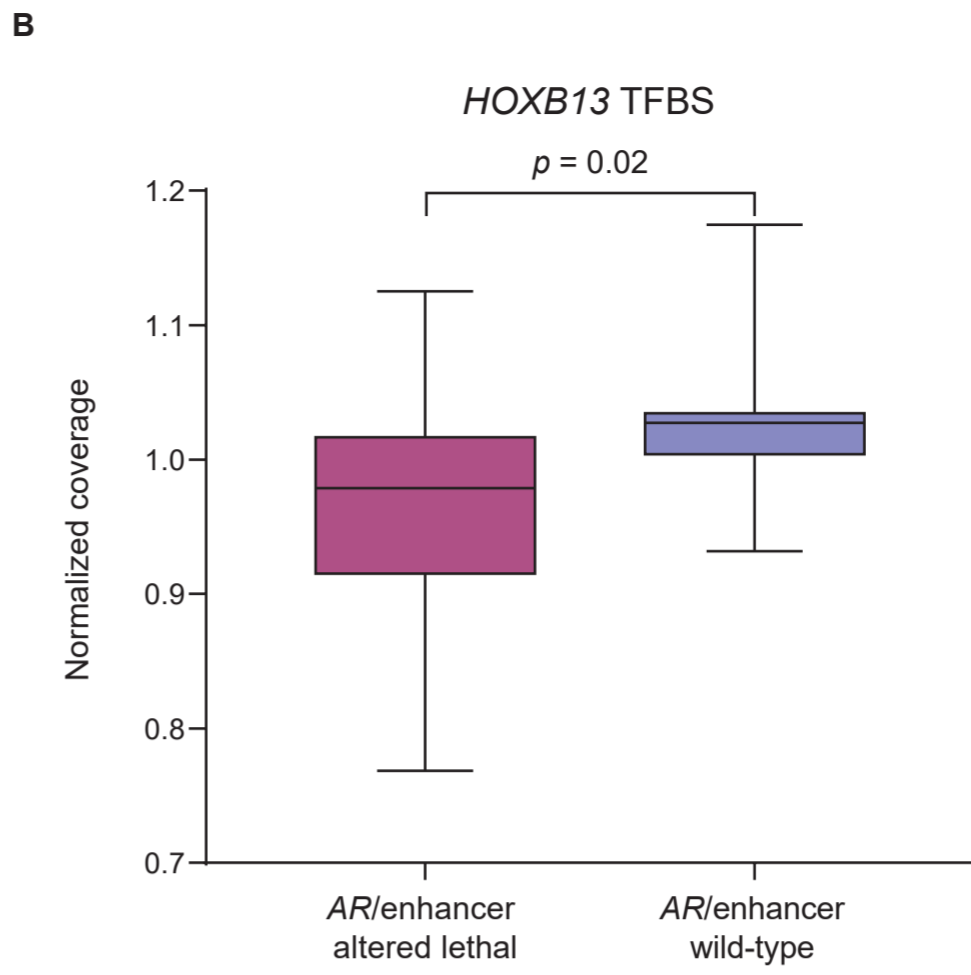 B
HOXB13 TFBS
p = 0.02
1.2
1.1
1.0
0.9
0.8
0.7
Normalized coverage
AR/enhancer
altered lethal
AR/enhancer
wild-type